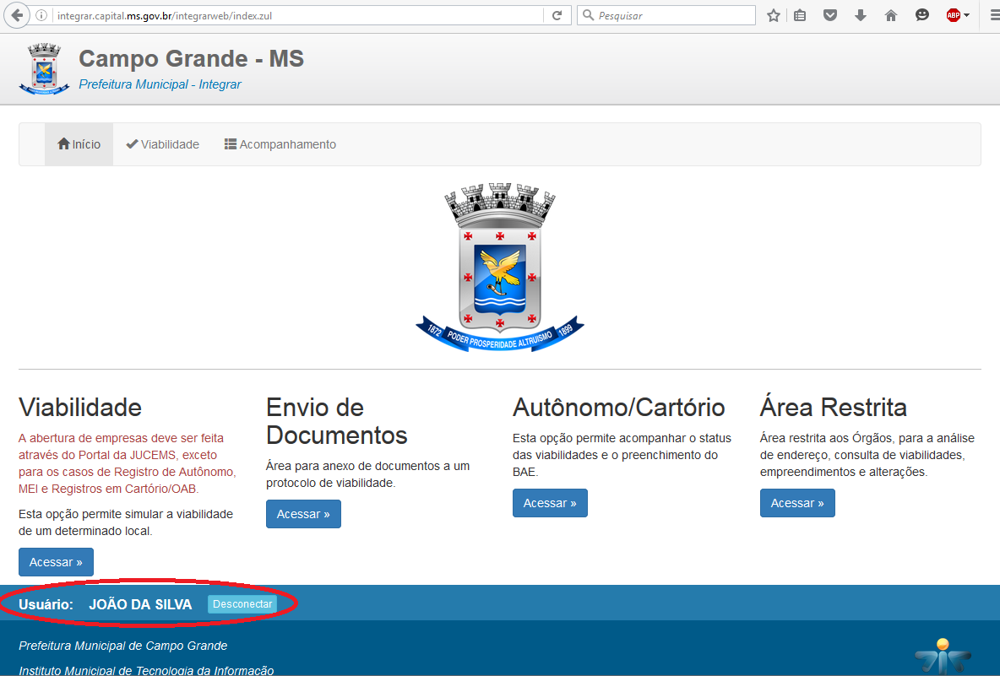 integrar.capital.ms.gov.br/integrarweb/index.zul
Pesquisar
ABP
Campo Grande - MS
Prefeitura Municipal - Integrar
Início
Viabilidade
Acompanhamento
1872 PODER PROSPERIDADE ALTRUISMO 1899
Viabilidade
A abertura de empresas deve ser feita
através do Portal da JUCEMS, exceto
para os casos de Registro de Autônomo,
MEI e Registros em Cartório/OAB.
Esta opção permite simular a viabilidade
de um determinado local.
Acessar »
Envio de
Documentos
Área para anexo de documentos a um
protocolo de viabilidade.
Acessar »
Autônomo/Cartório
Esta opção permite acompanhar o status
das viabilidades e o preenchimento do
BAE.
Acessar »
Área Restrita
Área restrita aos Órgãos, para a análise
de endereço, consulta de viabilidades,
empreendimentos e alterações.
Acessar »
Usuário: JOÃO DA SILVA Desconectar
Prefeitura Municipal de Campo Grande
Instituto Municipal de Tecnologia da Informação